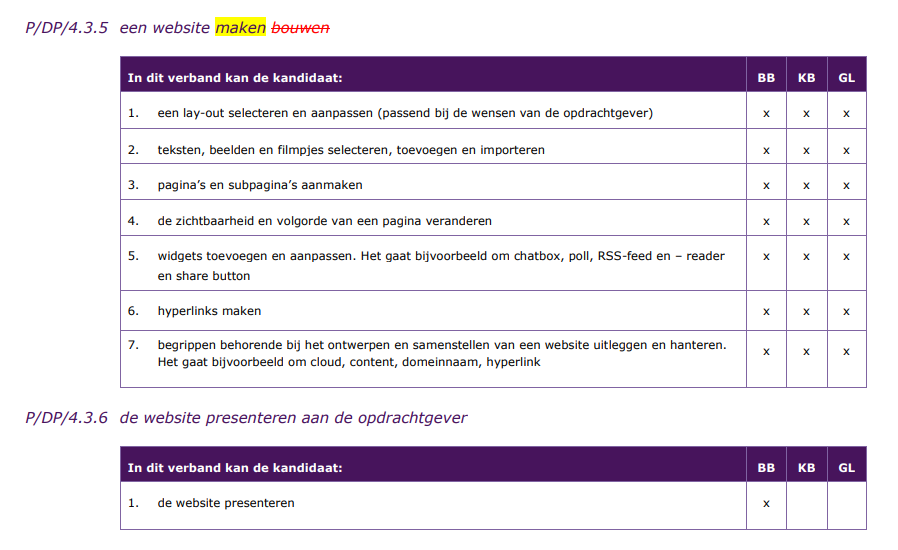 P/DP/4.3.5 een website maken bouwen
In dit verband kan de kandidaat: BB KB GL
1. een lay-out selecteren en aanpassen (passend bij de wensen van de opdrachtgever) x x x
2. teksten, beelden en filmpjes selecteren, toevoegen en importeren x x x
3. pagina’s en subpagina’s aanmaken x x x
4. de zichtbaarheid en volgorde van een pagina veranderen x x x
5. widgets toevoegen en aanpassen. Het gaat bijvoorbeeld om chatbox, poll, RSS-feed en – reader x x x
en share button
6. hyperlinks maken x x x
7. begrippen behorende bij het ontwerpen en samenstellen van een website uitleggen en hanteren. x x x
Het gaat bijvoorbeeld om cloud, content, domeinnaam, hyperlink
P/DP/4.3.6 de website presenteren aan de opdrachtgever
In dit verband kan de kandidaat: BB KB GL
1. de website presenteren x